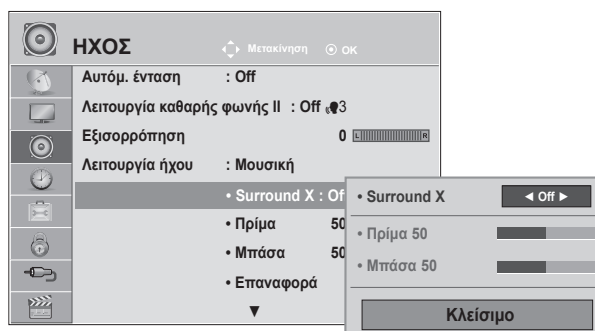 ΗΧΟΣ
Μετακίνηση OK
Αυτόμ. ένταση : Off
Λειτουργία καθαρής φωνής II : Off 3
Εξισορρόπηση 0 L R
Λειτουργία ήχου : Μουσική
• Surround X : Of
• Πρίμα 50
• Μπάσα 50
• Επαναφορά
▼
• Surround X ◄ Off ►
• Πρίμα 50
• Μπάσα 50
Κλείσιμο